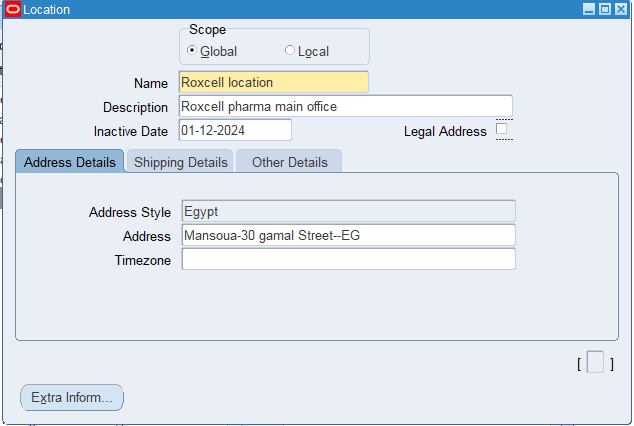 Location
Scope
Global Local
Name Roxcell location
Description Roxcell pharma main office
Inactive Date 01-12-2024 Legal Address
Address Details Shipping Details Other Details
Address Style Egypt
Address Mansoua-30 gamal Street--EG
Timezone
[ ]
Extra Inform...